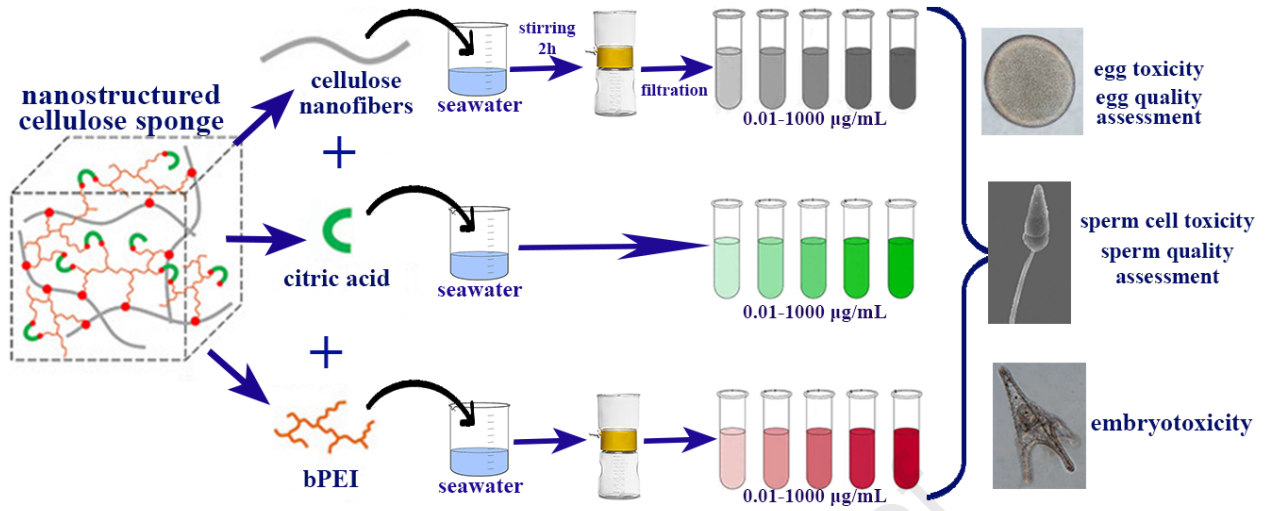 nanostructured
cellulose sponge
cellulose
nanofibers
seawater
stirring
2h
filtration
0.01-1000 µg/mL
+
citric acid
seawater
0.01-1000 µg/mL
+
bPEI
seawater
0.01-1000 µg/mL
egg toxicity
egg quality
assessment
sperm cell toxicity
sperm quality
assessment
embryotoxicity